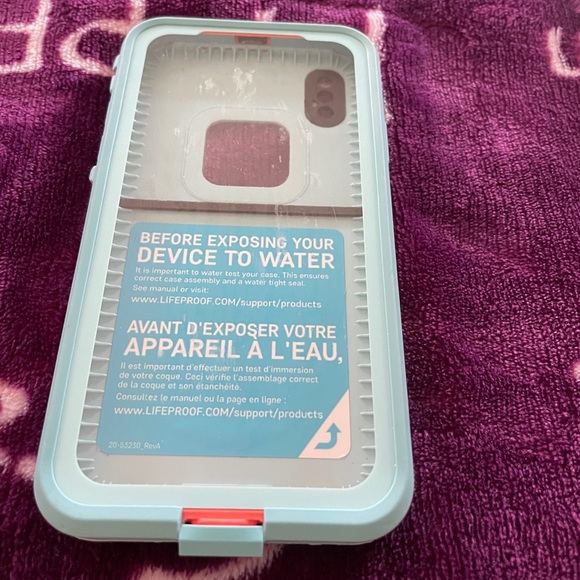 BEFORE EXPOSING YOUR
DEVICE TO WATER
It is important to water test your case. This ensures
correct case assembly and a water tight seal.
See manual or visit:
www.LIFEPROOF.COM/support/products
AVANT D'EXPOSER VOTRE
APPAREIL À L'EAU,
Il est important d'effectuer un test d'immersion
de votre coque. Ceci vérifie l'assemblage correct
de la coque et son étanchéité.
Consultez le manuel ou la page en ligne :
www.LIFEPROOF.COM/support/products
20-53230_RevA